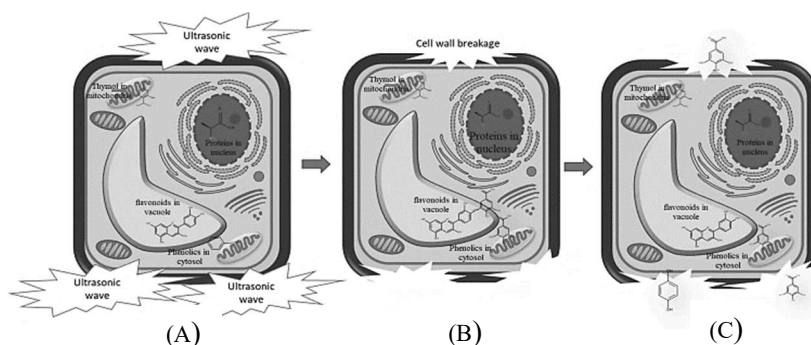 Ultrasonic
wave
Thymol in
mitochondria
Proteins in
nucleus
flavonoids in
vacuole
Phenolics in
cytosol
Ultrasonic
wave
Ultrasonic
wave
(A)
Cell wall breakage
Thymol in
mitochondria
Proteins in
nucleus
flavonoids in
vacuole
Phenolics in
cytosol
(B)
Thymol in
mitochondria
Proteins in
nucleus
flavonoids in
vacuole
Phenolics in
cytosol
(C)